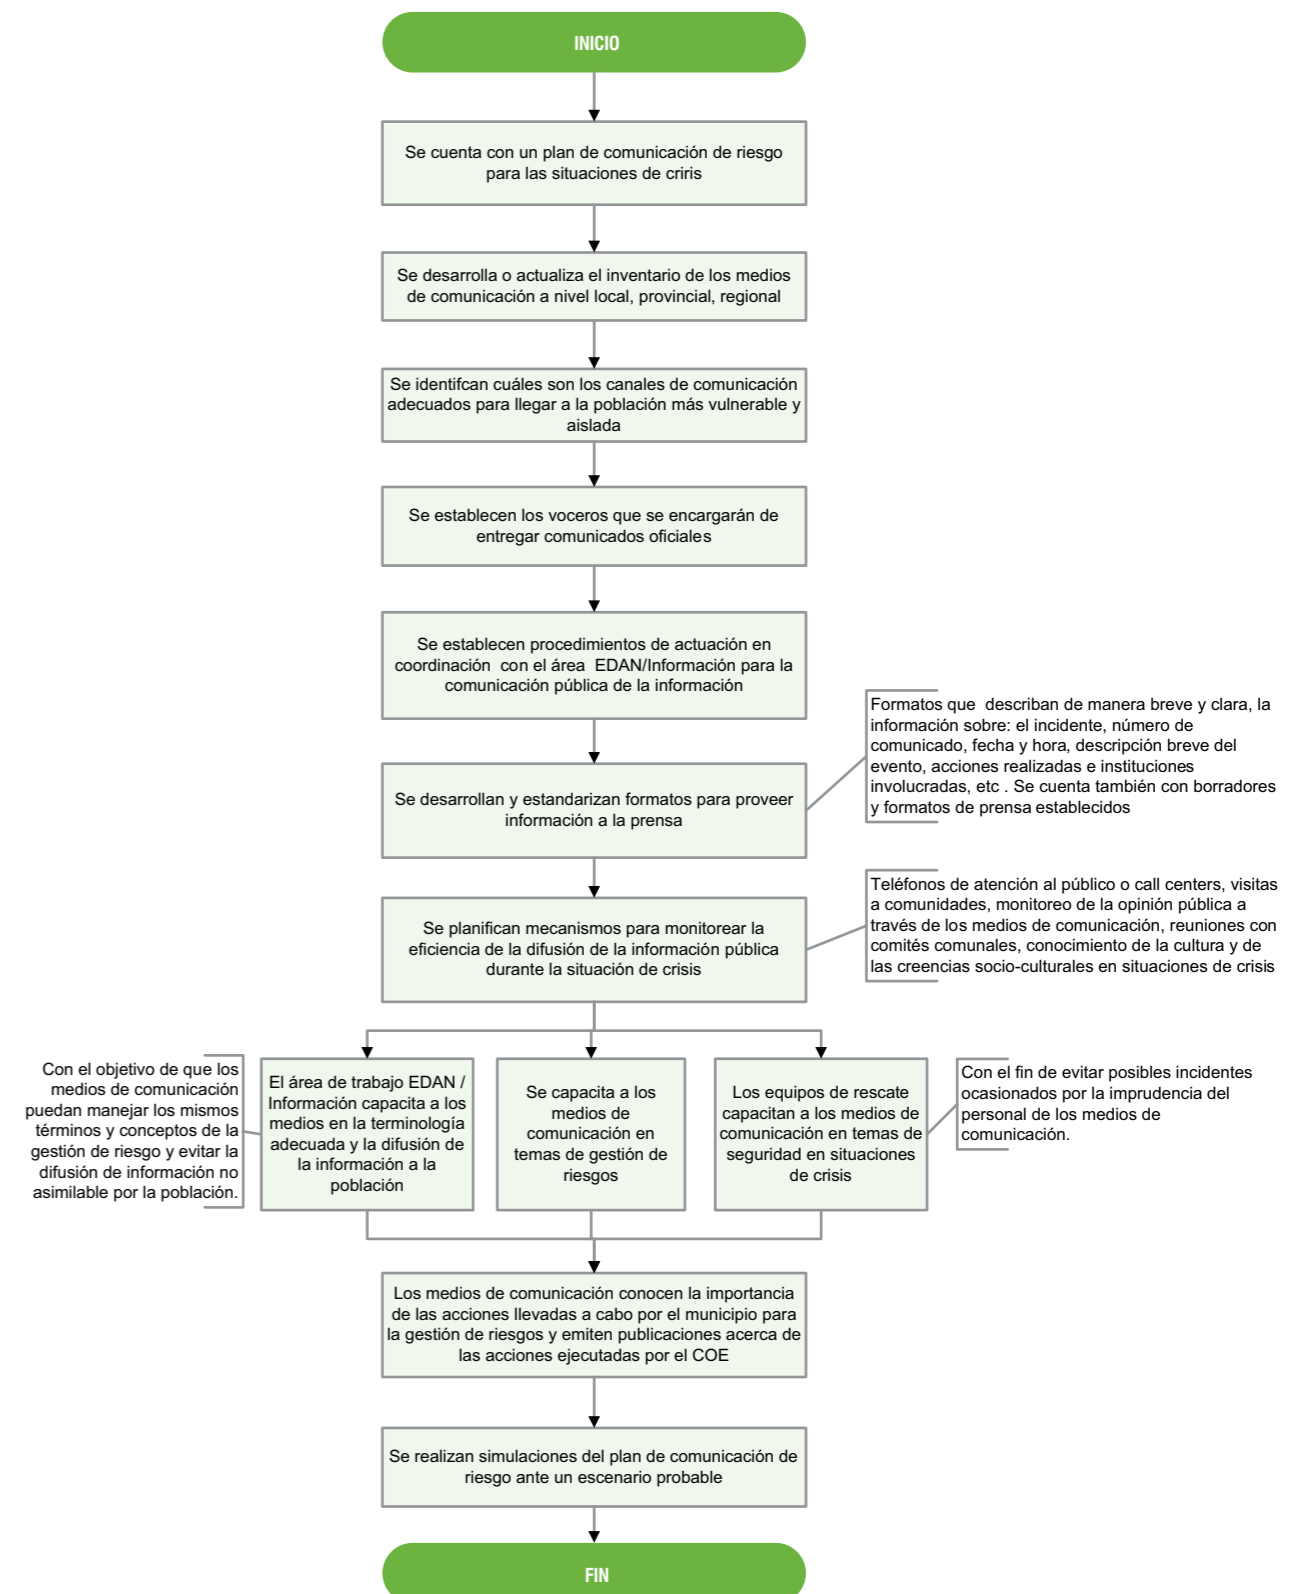 INICIO
Se cuenta con un plan de comunicación de riesgo
para las situaciones de criris
Se desarrolla o actualiza el inventario de los medios
de comunicación a nivel local, provincial, regional
Se identifcan cuáles son los canales de comunicación
adecuados para llegar a la población más vulnerable y
aislada
Se establecen los voceros que se encargarán de
entregar comunicados oficiales
Se establecen procedimientos de actuación en
coordinación con el área EDAN/Información para la
comunicación pública de la información
Se desarrollan y estandarizan formatos para proveer
información a la prensa
Formatos que describan de manera breve y clara, la
información sobre: el incidente, número de
comunicado, fecha y hora, descripción breve del
evento, acciones realizadas e instituciones
involucradas, etc . Se cuenta también con borradores
y formatos de prensa establecidos
Se planifican mecanismos para monitorear la
eficiencia de la difusión de la información pública
durante la situación de crisis
Teléfonos de atención al público o call centers, visitas
a comunidades, monitoreo de la opinión pública a
través de los medios de comunicación, reuniones con
comités comunales, conocimiento de la cultura y de
las creencias socio-culturales en situaciones de crisis
Con el objetivo de que los
medios de comunicación
puedan manejar los mismos
términos y conceptos de la
gestión de riesgo y evitar la
difusión de información no
asimilable por la población.
El área de trabajo EDAN /
Información capacita a los
medios en la terminología
adecuada y la difusión de
la información a la
población
Se capacita a los
medios de
comunicación en
temas de gestión de
riesgos
Los equipos de rescate
capacitan a los medios de
comunicación en temas de
seguridad en situaciones
de crisis
Con el fin de evitar posibles incidentes
ocasionados por la imprudencia del
personal de los medios de
comunicación.
Los medios de comunicación conocen la importancia
de las acciones llevadas a cabo por el municipio para
la gestión de riesgos y emiten publicaciones acerca de
las acciones ejecutadas por el COE
Se realizan simulaciones del plan de comunicación de
riesgo ante un escenario probable
FIN